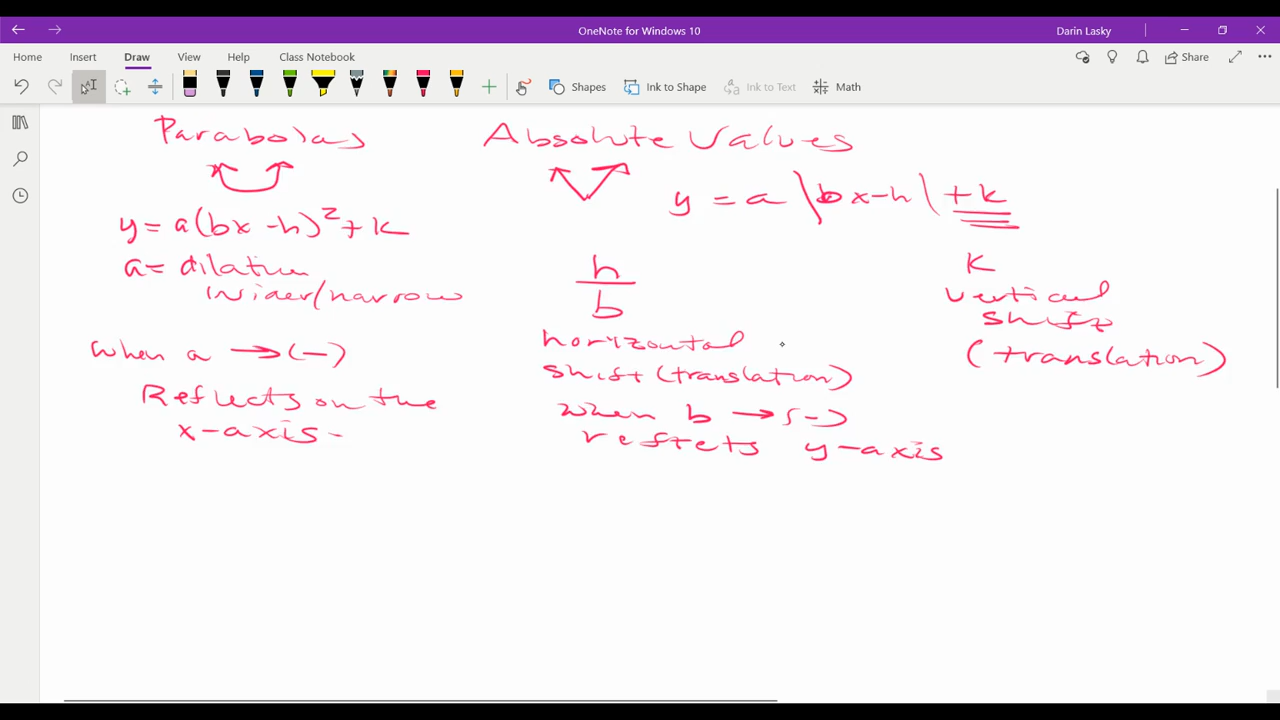 OneNote for Windows 10
Darin Lasky
Home Insert Draw View Help Class Notebook
Share
Shapes Ink to Shape Ink to Text Math
Parabolas
Absolute Values
y = a |bx-h| +k
y = a(bx-h)²+k
a = dilation
wider/narrow
h
b
k
vertical
shift
(translation)
horizontal
shift (translation)
when a → (-)
Reflects on the
x-axis-
when b → (-)
reflects y-axis